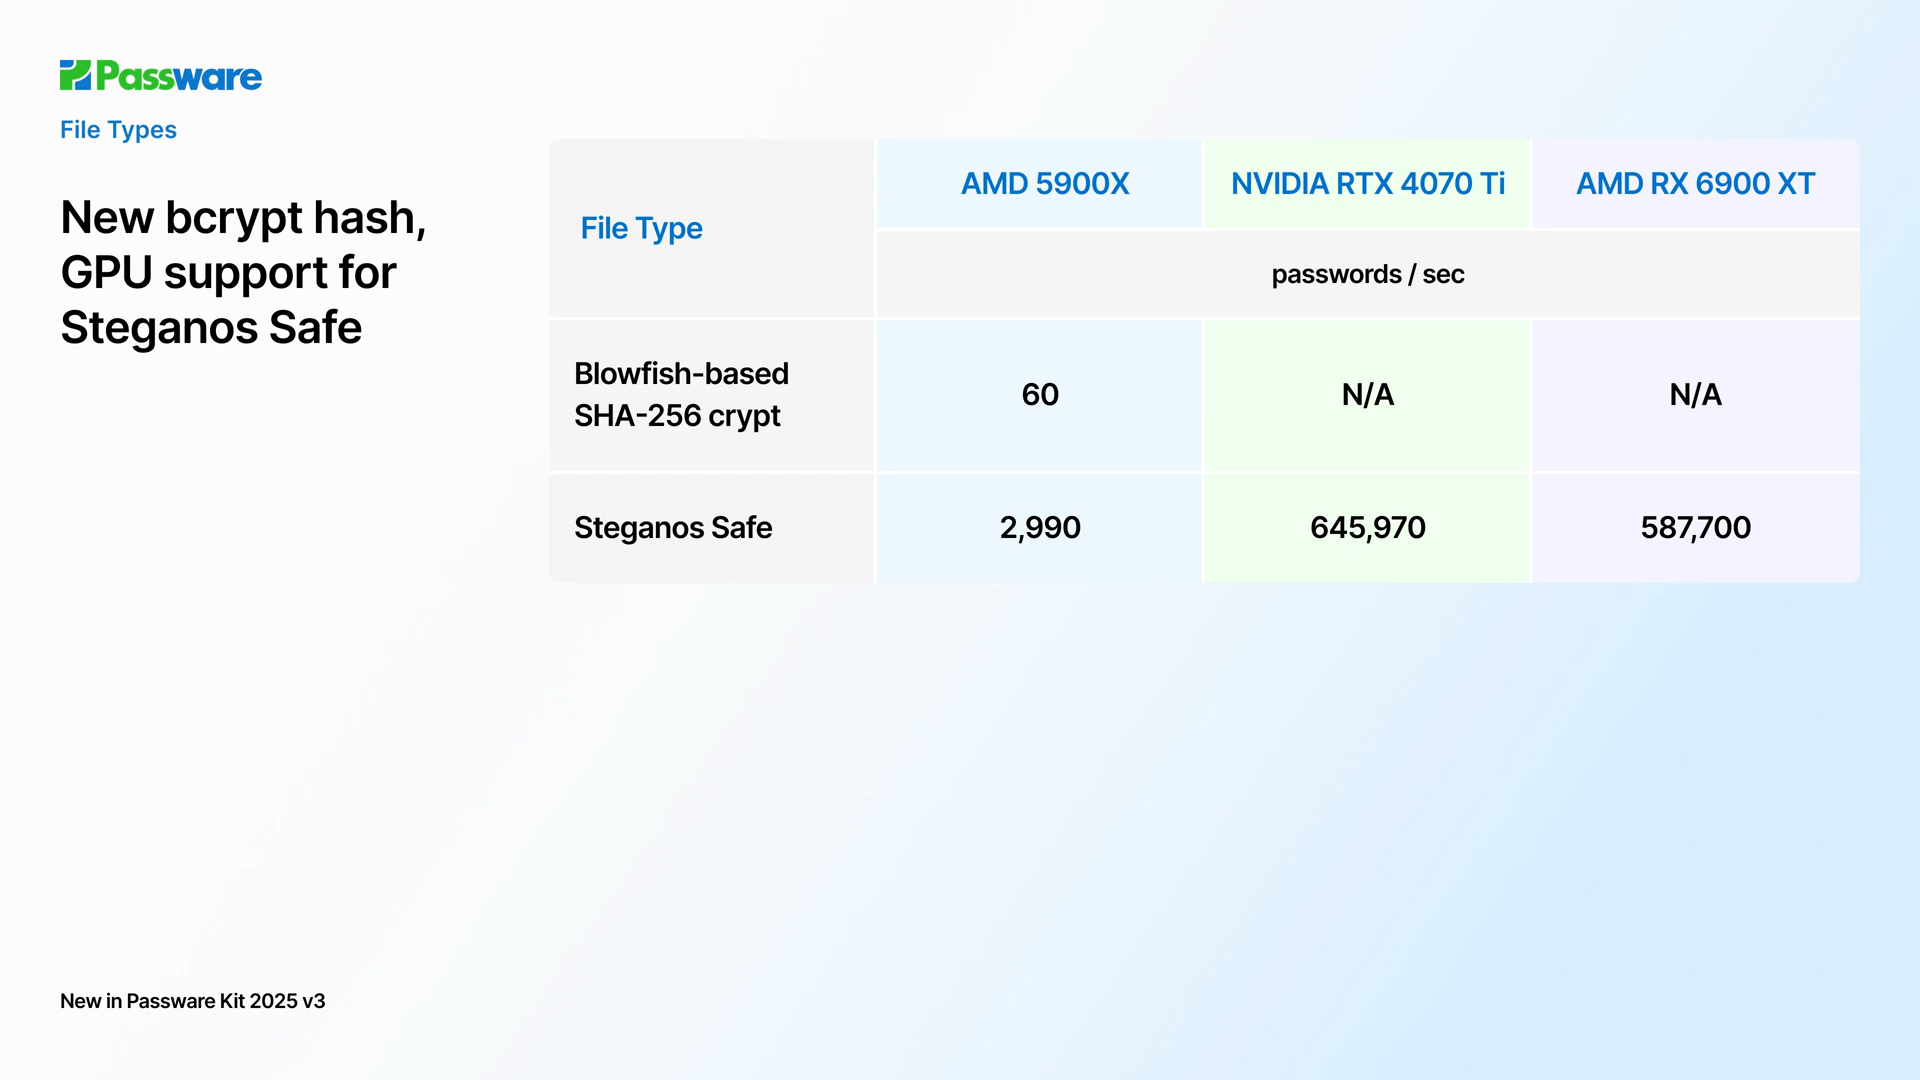 Passware
File Types
New bcrypt hash,
GPU support for
Steganos Safe
File Type
AMD 5900X
NVIDIA RTX 4070 Ti
AMD RX 6900 XT
passwords / sec
Blowfish-based
SHA-256 crypt
60
N/A
N/A
Steganos Safe
2,990
645,970
587,700
New in Passware Kit 2025 v3